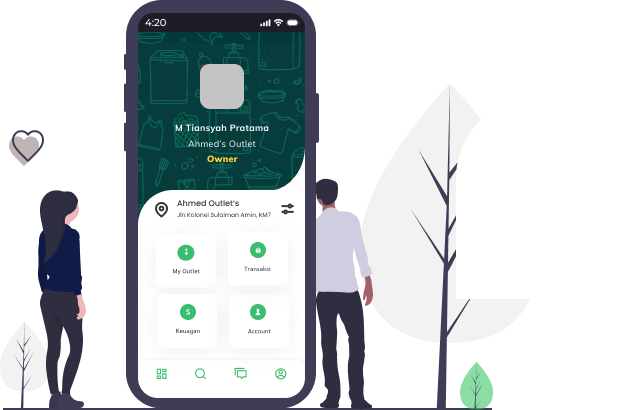 4:20
M Tiansyah Pratama
Ahmed's Outlet
Owner
Ahmed Outlet's
Jln Kolonel Sulaiman Amin, KM7
My Outlet
Transaksi
Keuagan
Account